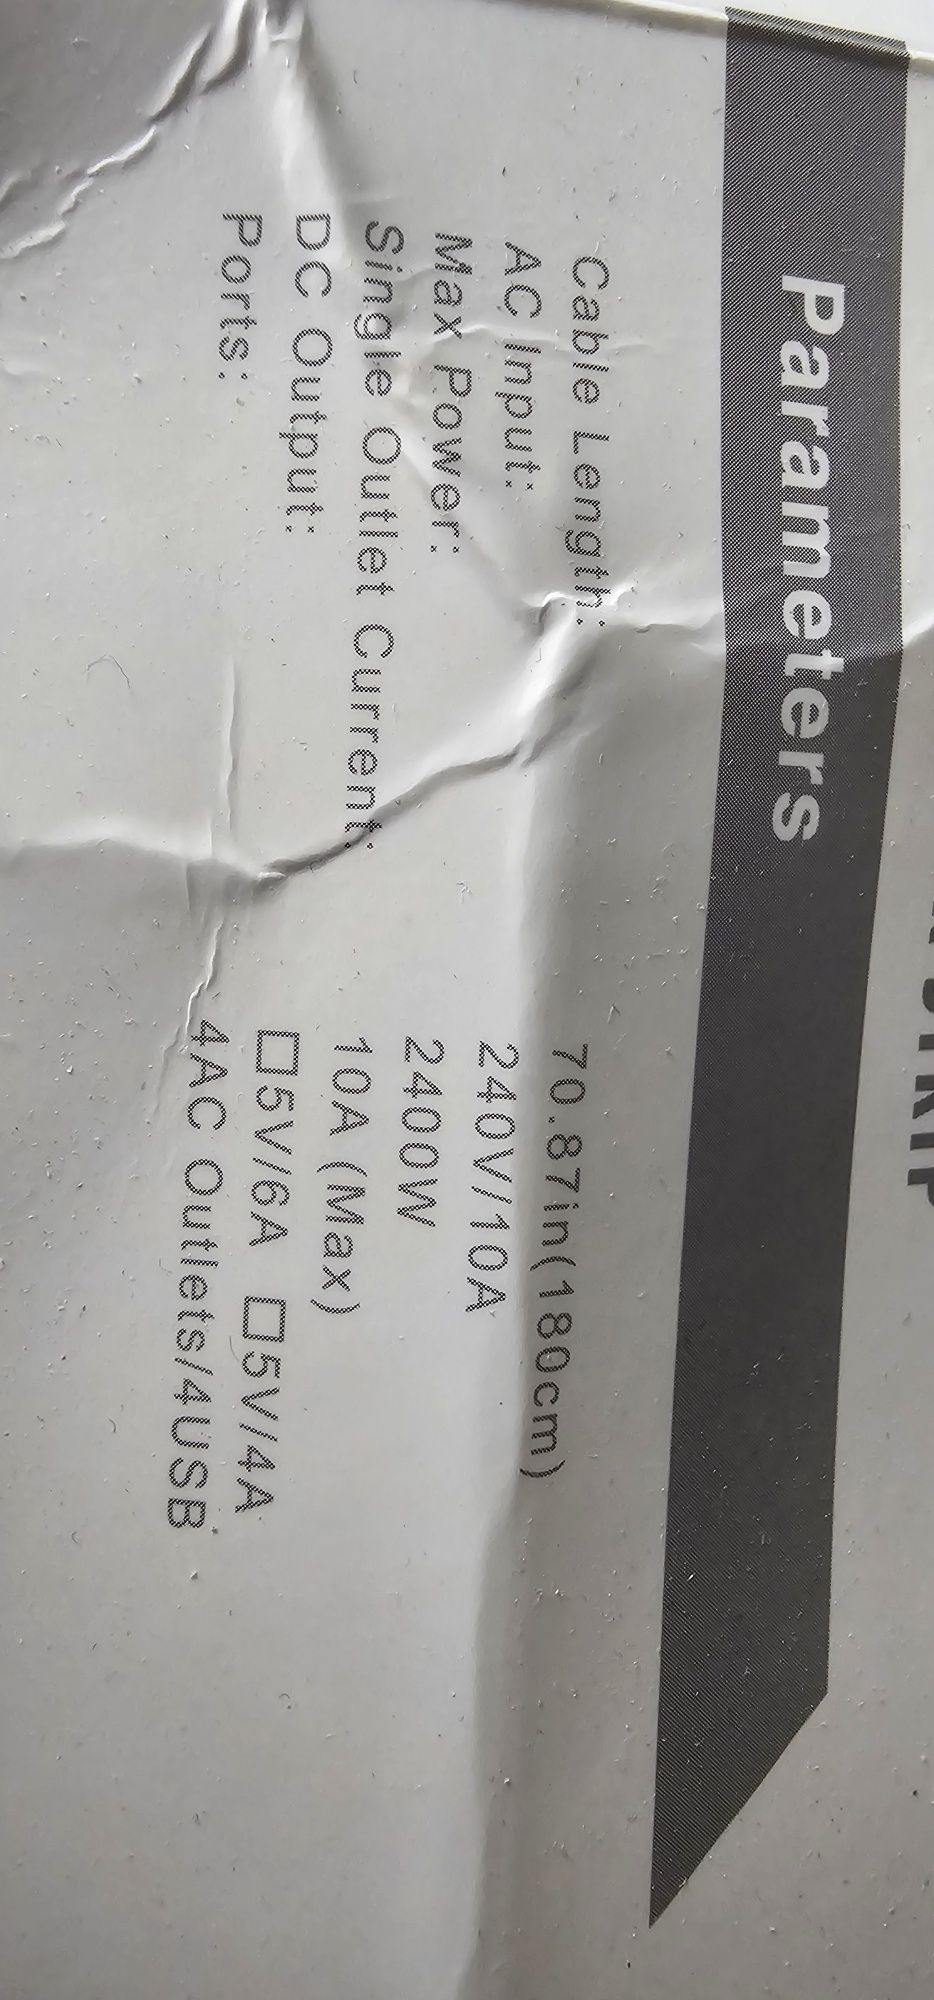 Parameters
Cable Length: 70.87in(180cm)
AC Input: 240V/10A
Max Power: 2400W
Single Outlet Current: 10A (Max)
DC Output: □5V/6A □5V/4A
Ports: 4AC Outlets/4USB